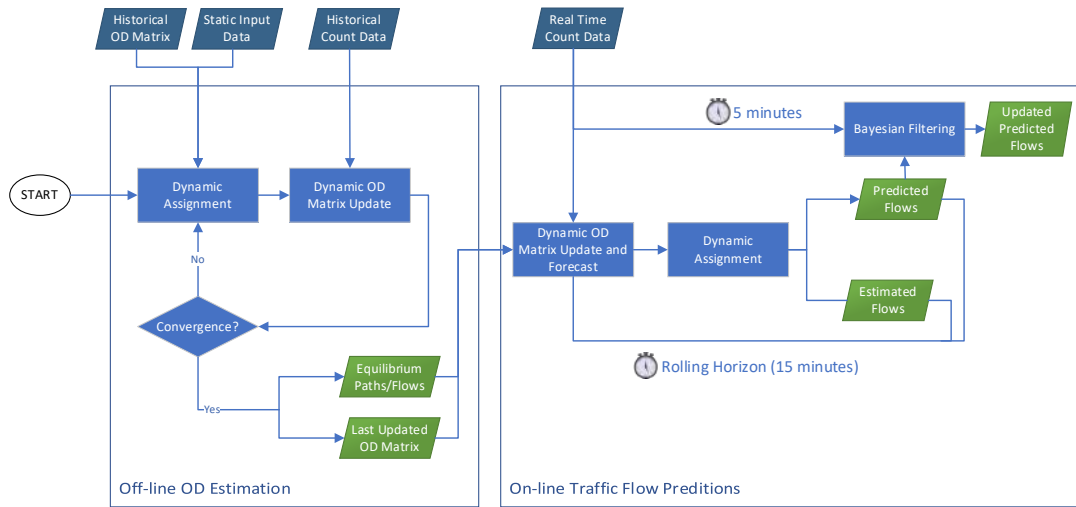 Historical
OD Matrix
Static Input
Data
Historical
Count Data
Real Time
Count Data
START
Dynamic
Assignment
Dynamic OD
Matrix Update
No
Convergence?
Yes
Equilibrium
Paths/Flows
Last Updated
OD Matrix
Off-line OD Estimation
5 minutes
Bayesian Filtering
Updated
Predicted
Flows
Predicted
Flows
Dynamic OD
Matrix Update and
Forecast
Dynamic
Assignment
Estimated
Flows
Rolling Horizon (15 minutes)
On-line Traffic Flow Preditions